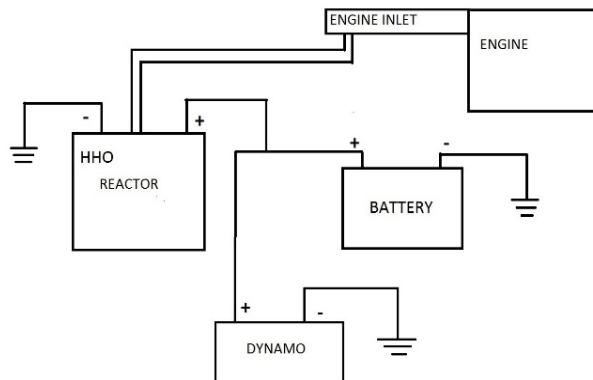 ENGINE INLET
ENGINE
-
+
HHO
REACTOR
+
-
BATTERY
+
-
DYNAMO